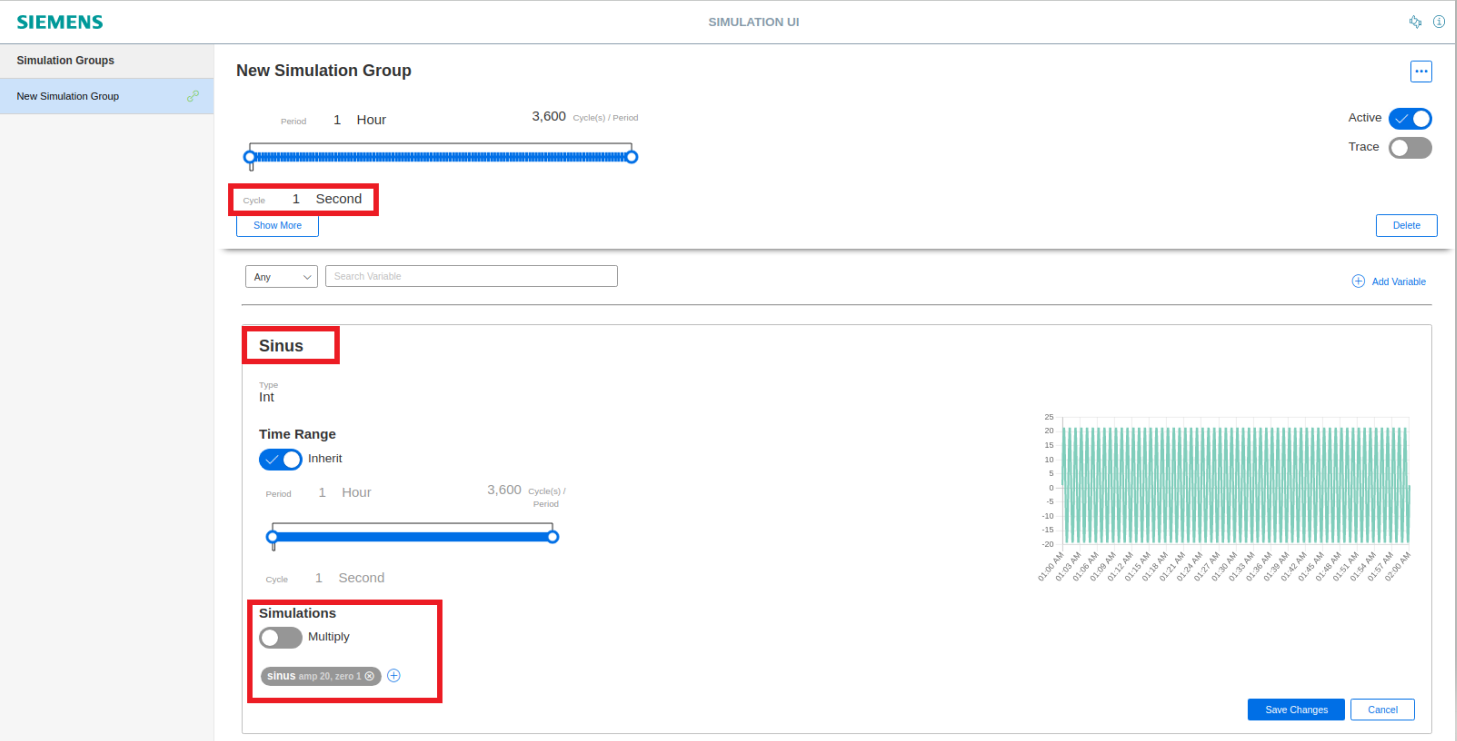 SIEMENS
SIMULATION UI
Simulation Groups
New Simulation Group
New Simulation Group
Period 1 Hour 3,600 Cycle(s) / Period
Active
Trace
Cycle 1 Second
Show More
Delete
Any
Search Variable
Add Variable
Sinus
Type
Int
Time Range
Inherit
Period 1 Hour 3,600 Cycle(s) /
Period
Cycle 1 Second
Simulations
Multiply
sinus amp 20, zero 1
25
20
15
10
5
0
-5
-10
-15
-20
01:00 AM
01:03 AM
01:06 AM
01:09 AM
01:12 AM
01:15 AM
01:18 AM
01:21 AM
01:24 AM
01:27 AM
01:30 AM
01:33 AM
01:36 AM
01:39 AM
01:42 AM
01:45 AM
01:48 AM
01:51 AM
01:54 AM
01:57 AM
02:00 AM
Save Changes
Cancel